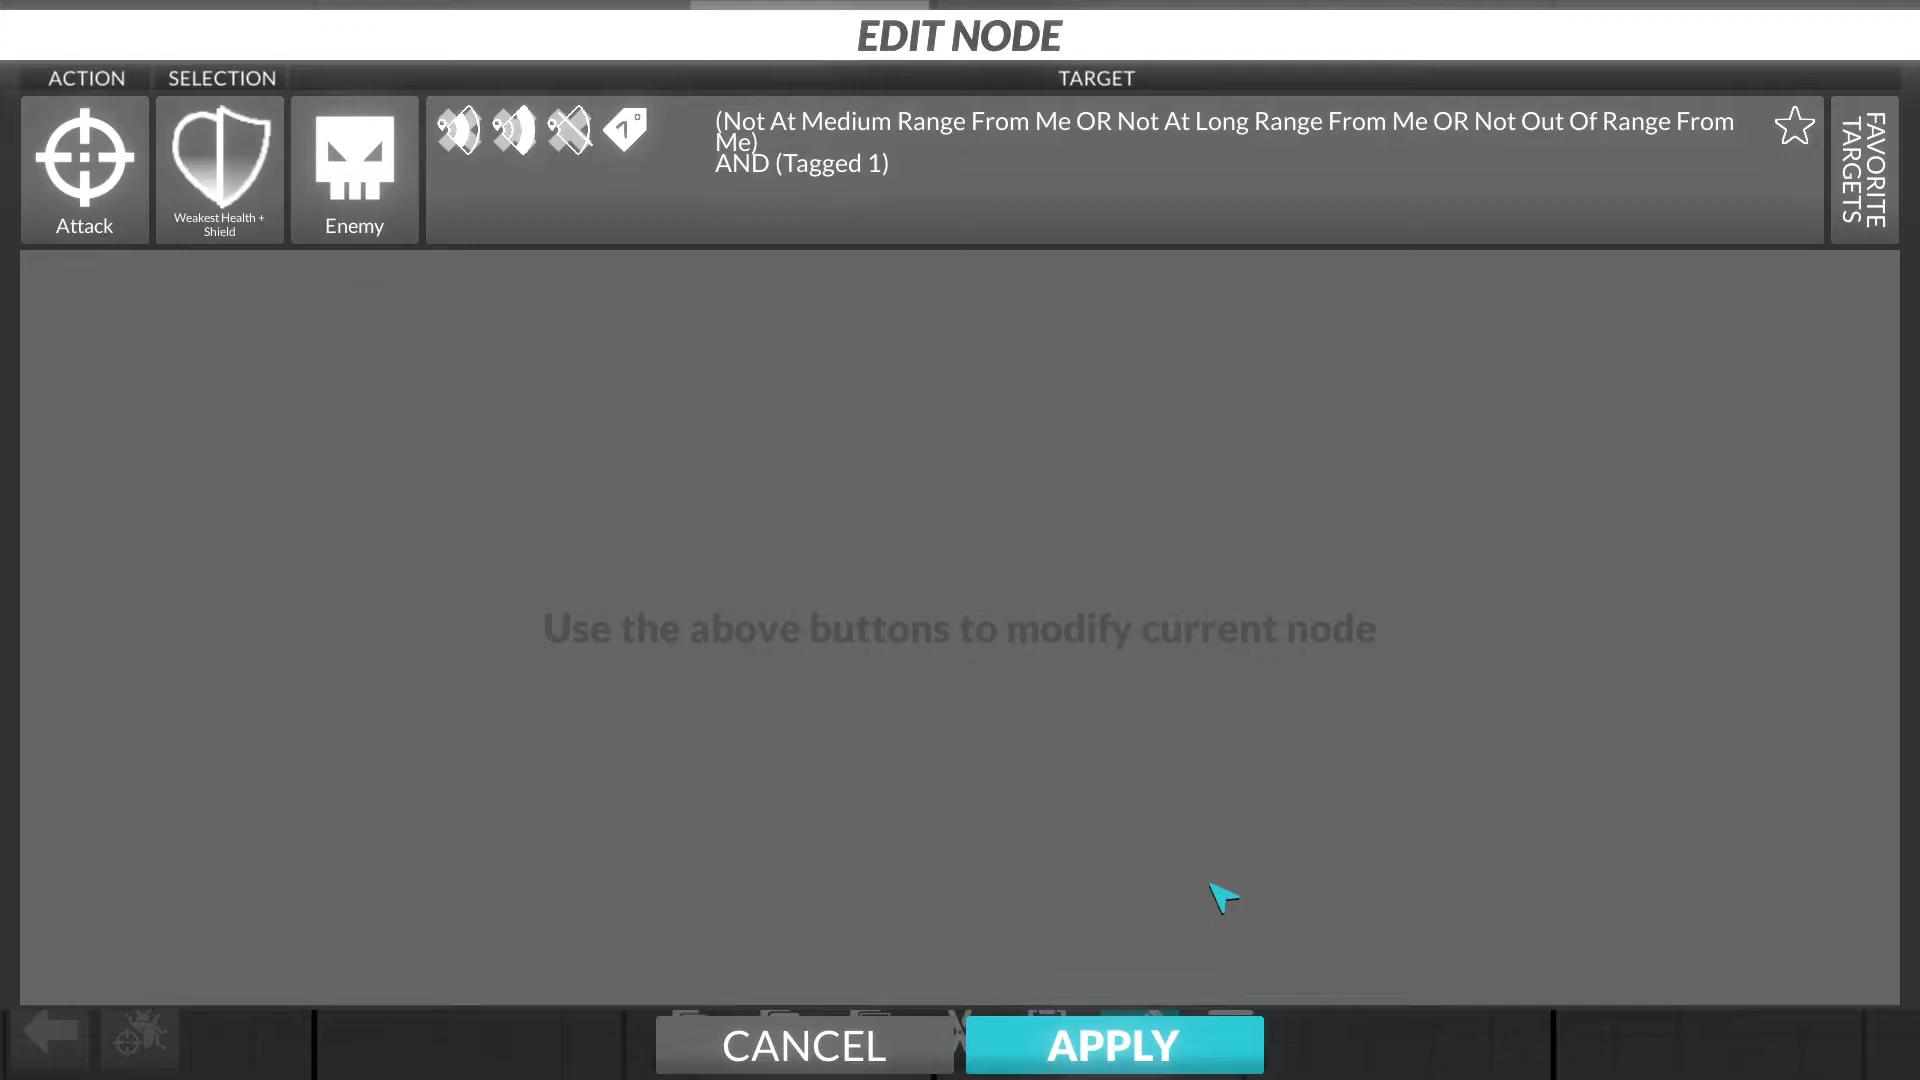 EDIT NODE
ACTION
SELECTION
TARGET
Attack
Weakest Health +
Shield
Enemy
1
(Not At Medium Range From Me OR Not At Long Range From Me OR Not Out Of Range From
Me)
AND (Tagged 1)
FAVORITE
TARGETS
Use the above buttons to modify current node
CANCEL
APPLY